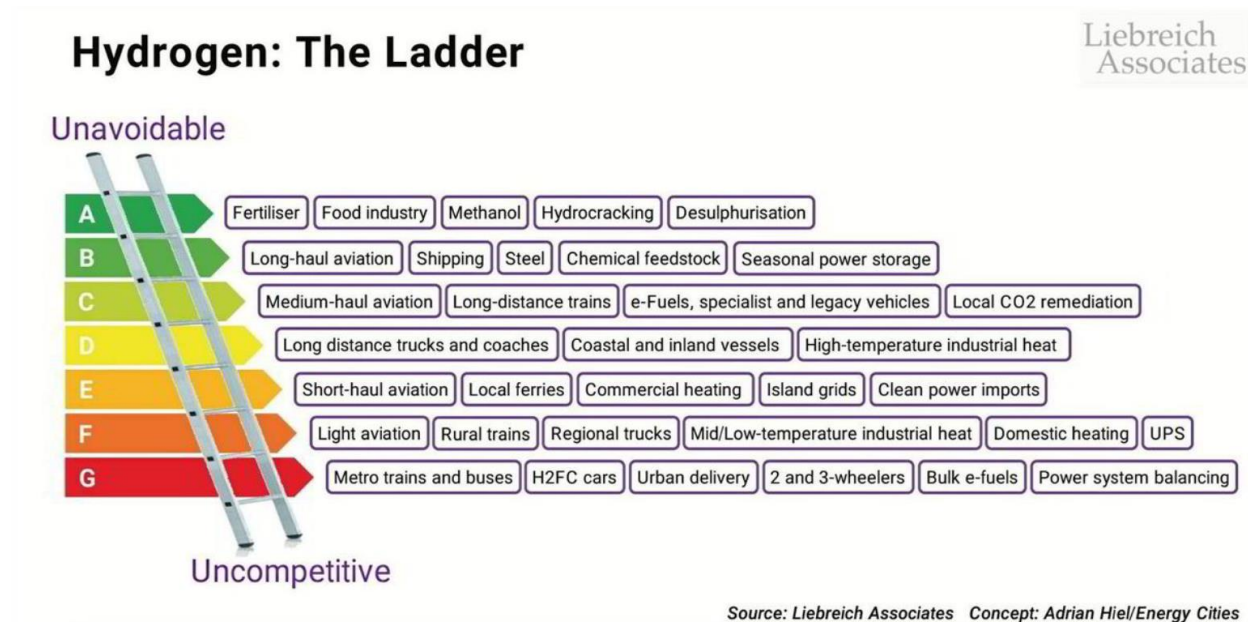 Hydrogen: The Ladder
Liebreich
Associates
Unavoidable
A Fertiliser Food industry Methanol Hydrocracking Desulphurisation
B Long-haul aviation Shipping Steel Chemical feedstock Seasonal power storage
C Medium-haul aviation Long-distance trains e-Fuels, specialist and legacy vehicles Local CO2 remediation
D Long distance trucks and coaches Coastal and inland vessels High-temperature industrial heat
E Short-haul aviation Local ferries Commercial heating Island grids Clean power imports
F Light aviation Rural trains Regional trucks Mid/Low-temperature industrial heat Domestic heating UPS
G Metro trains and buses H2FC cars Urban delivery 2 and 3-wheelers Bulk e-fuels Power system balancing
Uncompetitive
Source: Liebreich Associates Concept: Adrian Hiel/Energy Cities